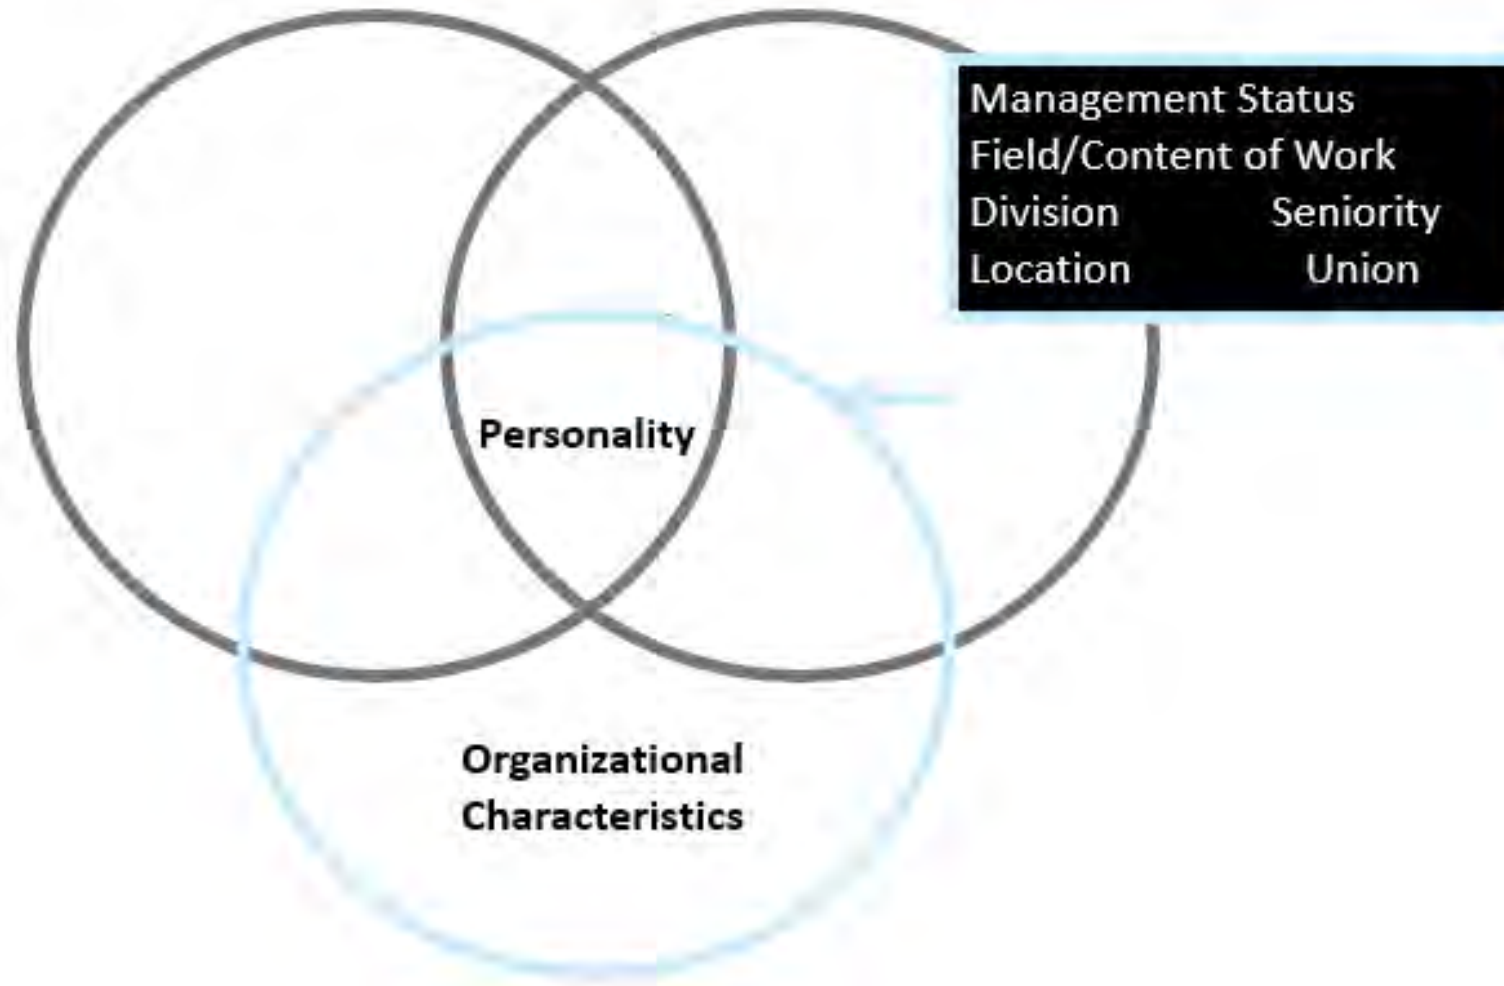 Management Status
Field/Content of Work
Division Seniority
Location Union
Personality
Organizational
Characteristics